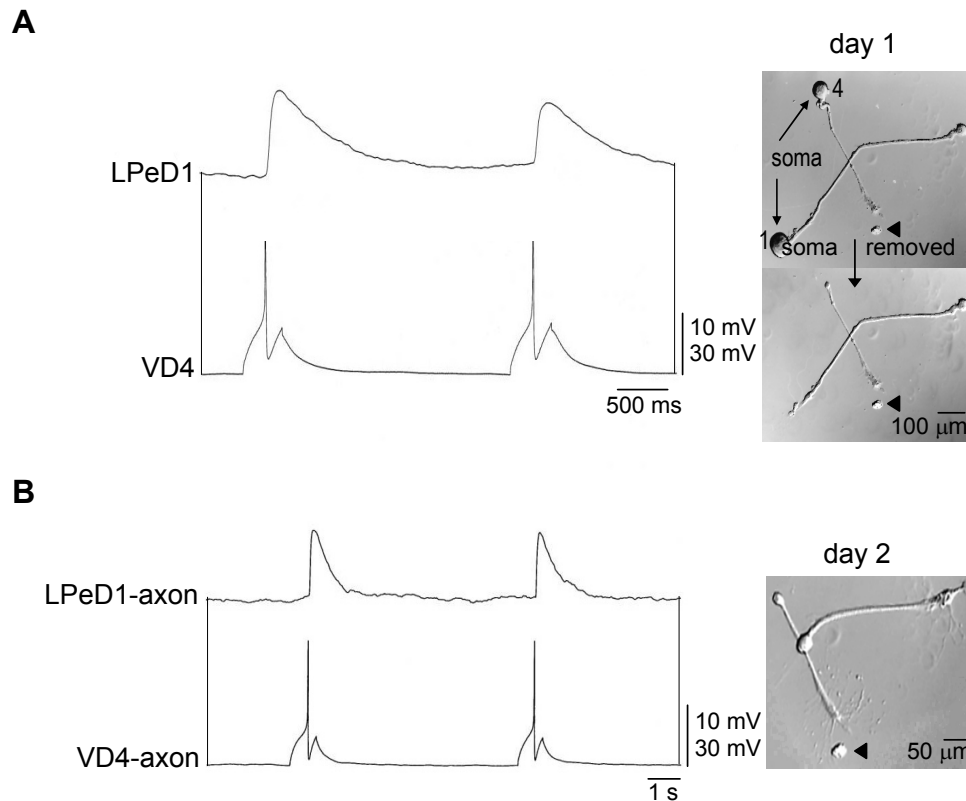 A
day 1
LPeD1
4
soma
1 soma removed
VD4
10 mV
30 mV
500 ms
100 μm
B
day 2
LPeD1-axon
VD4-axon
10 mV
30 mV
1 s
50 μm